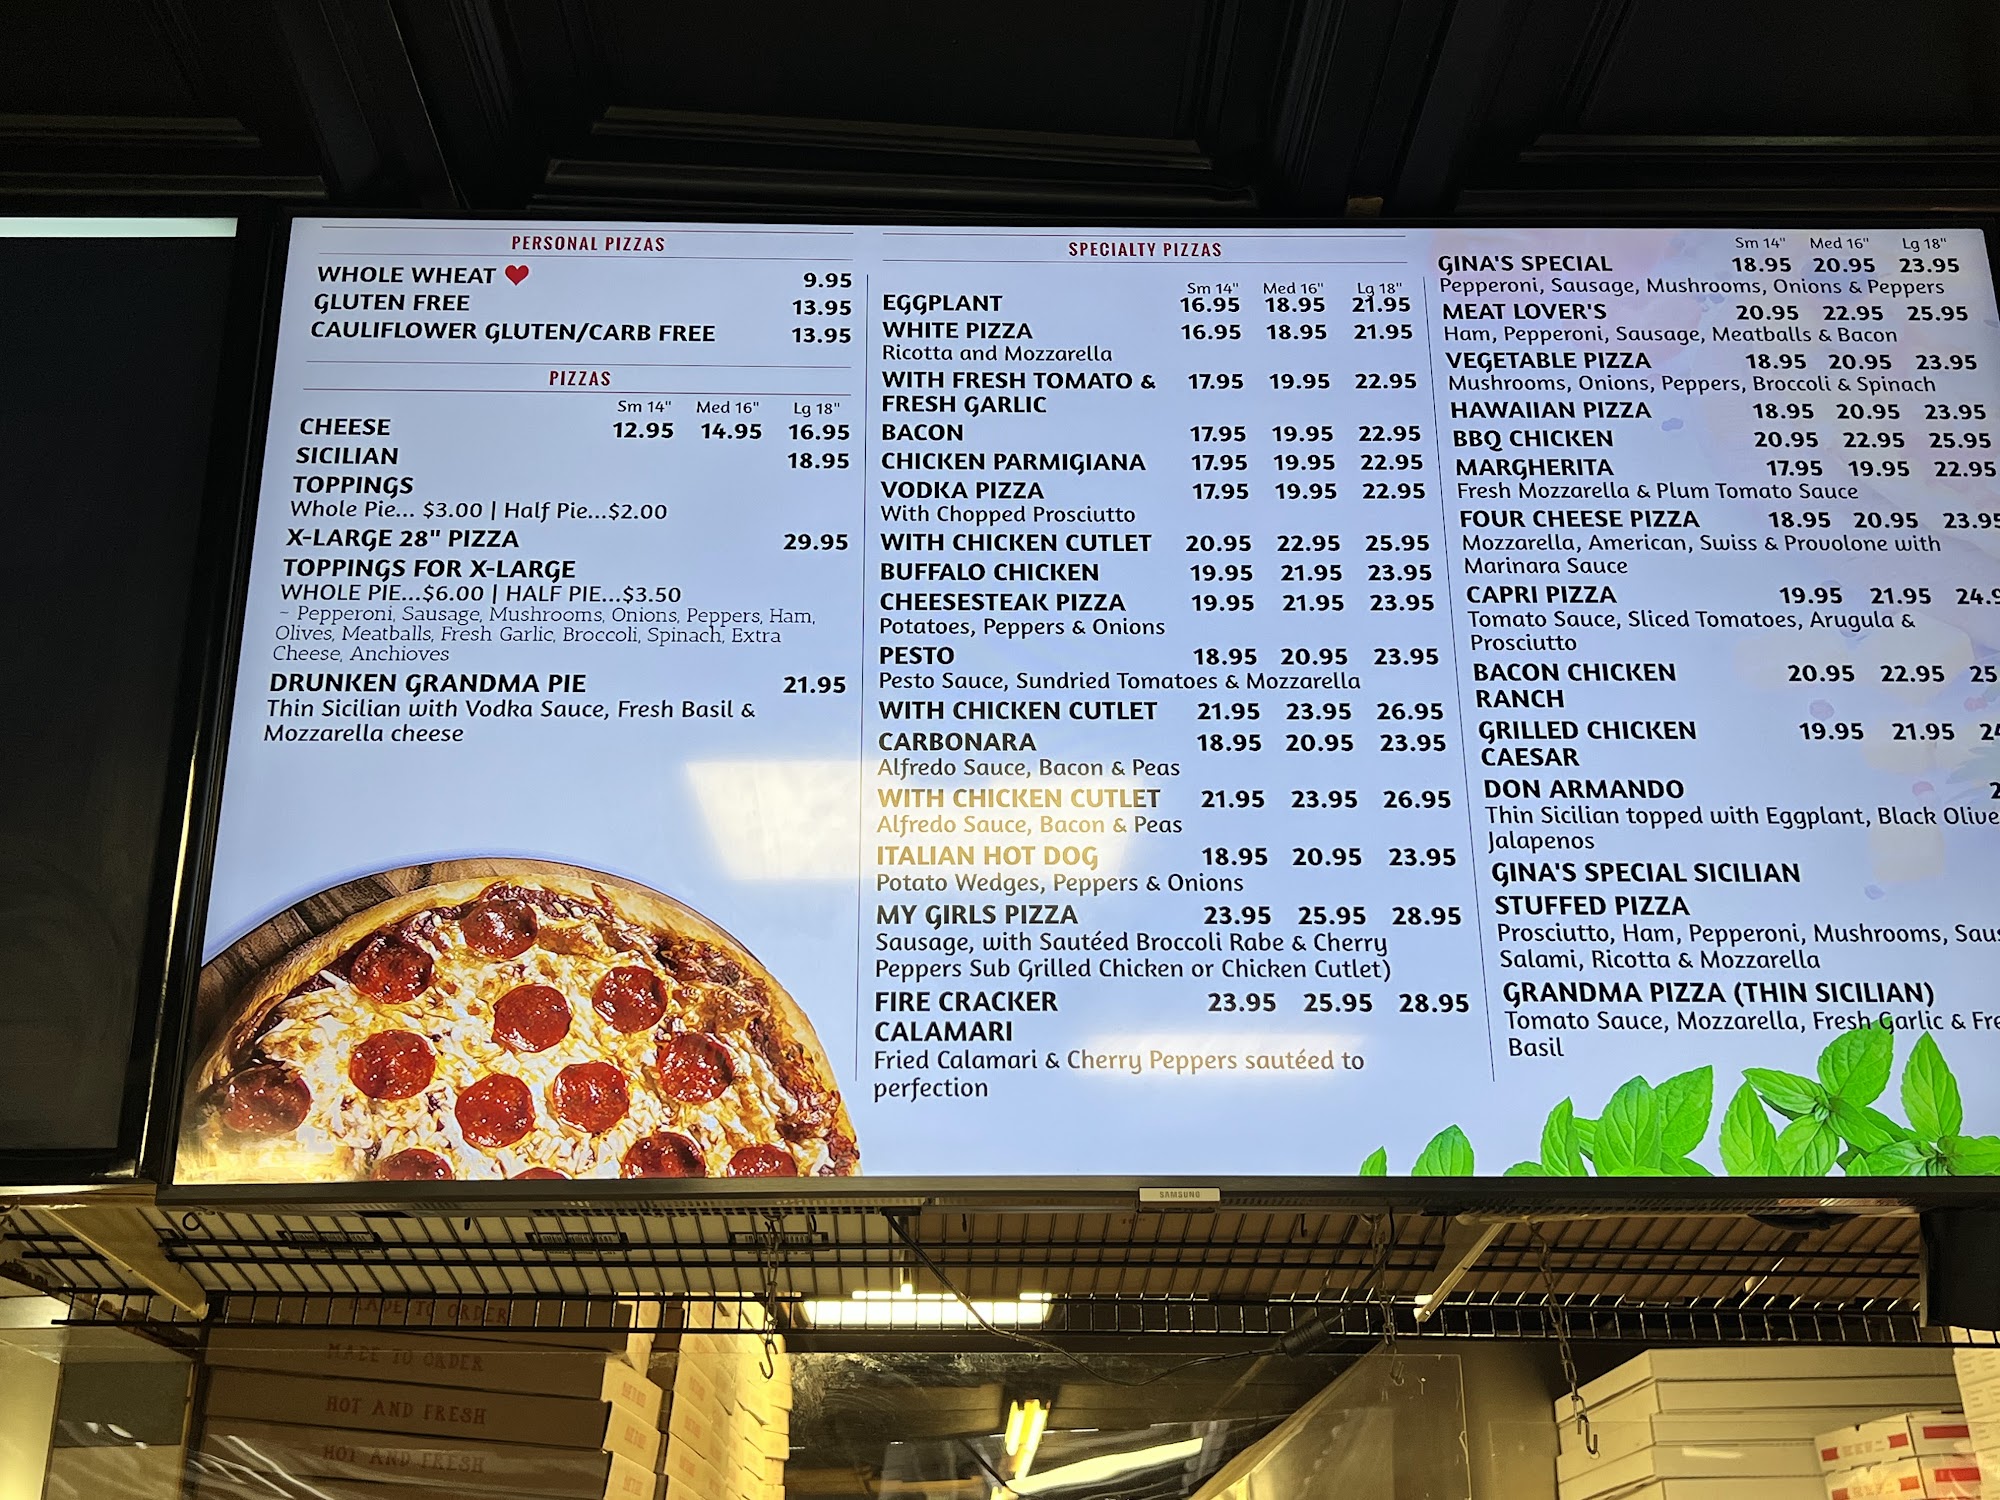 PERSONAL PIZZAS
WHOLE WHEAT ❤ 9.95
GLUTEN FREE 13.95
CAULIFLOWER GLUTEN/CARB FREE 13.95
PIZZAS
Sm 14" Med 16" Lg 18"
CHEESE 12.95 14.95 16.95
SICILIAN 18.95
TOPPINGS
Whole Pie... $3.00 | Half Pie...$2.00
X-LARGE 28" PIZZA 29.95
TOPPINGS FOR X-LARGE
WHOLE PIE...$6.00 | HALF PIE...$3.50
~ Pepperoni, Sausage, Mushrooms, Onions, Peppers, Ham,
Olives, Meatballs, Fresh Garlic, Broccoli, Spinach, Extra
Cheese, Anchioves
DRUNKEN GRANDMA PIE 21.95
Thin Sicilian with Vodka Sauce, Fresh Basil &
Mozzarella cheese
SPECIALTY PIZZAS
Sm 14" Med 16" Lg 18"
EGGPLANT 16.95 18.95 21.95
WHITE PIZZA 16.95 18.95 21.95
Ricotta and Mozzarella
WITH FRESH TOMATO & 17.95 19.95 22.95
FRESH GARLIC
BACON 17.95 19.95 22.95
CHICKEN PARMIGIANA 17.95 19.95 22.95
VODKA PIZZA 17.95 19.95 22.95
With Chopped Prosciutto
WITH CHICKEN CUTLET 20.95 22.95 25.95
BUFFALO CHICKEN 19.95 21.95 23.95
CHEESESTEAK PIZZA 19.95 21.95 23.95
Potatoes, Peppers & Onions
PESTO 18.95 20.95 23.95
Pesto Sauce, Sundried Tomatoes & Mozzarella
WITH CHICKEN CUTLET 21.95 23.95 26.95
CARBONARA 18.95 20.95 23.95
Alfredo Sauce, Bacon & Peas
WITH CHICKEN CUTLET 21.95 23.95 26.95
Alfredo Sauce, Bacon & Peas
ITALIAN HOT DOG 18.95 20.95 23.95
Potato Wedges, Peppers & Onions
MY GIRLS PIZZA 23.95 25.95 28.95
Sausage, with Sautéed Broccoli Rabe & Cherry
Peppers Sub Grilled Chicken or Chicken Cutlet)
FIRE CRACKER 23.95 25.95 28.95
CALAMARI
Fried Calamari & Cherry Peppers sautéed to
perfection
Sm 14" Med 16" Lg 18"
GINA'S SPECIAL 18.95 20.95 23.95
Pepperoni, Sausage, Mushrooms, Onions & Peppers
MEAT LOVER'S 20.95 22.95 25.95
Ham, Pepperoni, Sausage, Meatballs & Bacon
VEGETABLE PIZZA 18.95 20.95 23.95
Mushrooms, Onions, Peppers, Broccoli & Spinach
HAWAIIAN PIZZA 18.95 20.95 23.95
BBQ CHICKEN 20.95 22.95 25.95
MARGHERITA 17.95 19.95 22.95
Fresh Mozzarella & Plum Tomato Sauce
FOUR CHEESE PIZZA 18.95 20.95 23.95
Mozzarella, American, Swiss & Provolone with
Marinara Sauce
CAPRI PIZZA 19.95 21.95 24.9
Tomato Sauce, Sliced Tomatoes, Arugula &
Prosciutto
BACON CHICKEN 20.95 22.95 25
RANCH
GRILLED CHICKEN 19.95 21.95 24
CAESAR
DON ARMANDO 2
Thin Sicilian topped with Eggplant, Black Olive
Jalapenos
GINA'S SPECIAL SICILIAN
STUFFED PIZZA
Prosciutto, Ham, Pepperoni, Mushrooms, Saus
Salami, Ricotta & Mozzarella
GRANDMA PIZZA (THIN SICILIAN)
Tomato Sauce, Mozzarella, Fresh Garlic & Fre
Basil
SAMSUNG
MADE TO ORDER
MADE TO ORDER
HOT AND FRESH
HOT AND FRESH